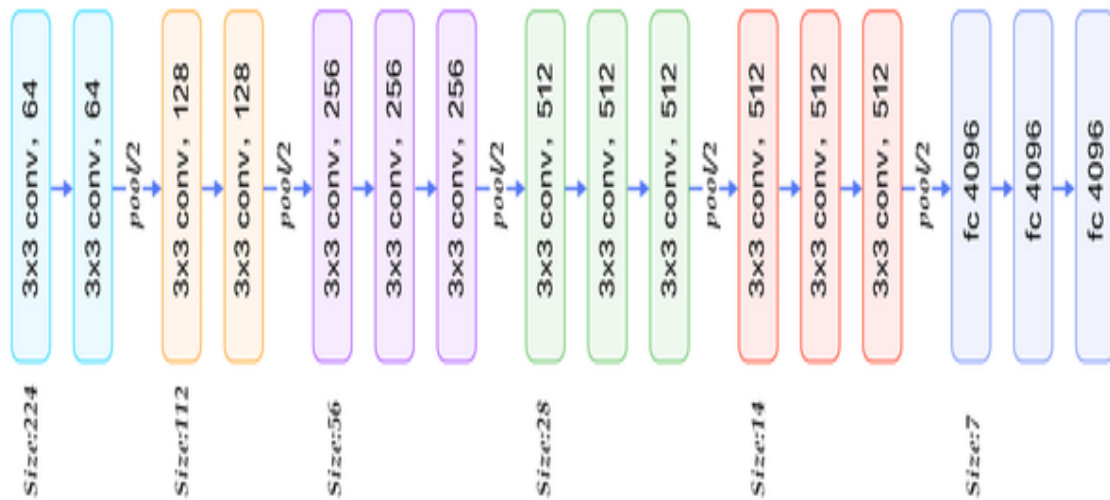 3x3 conv, 64
3x3 conv, 64
pool/2
3x3 conv, 128
3x3 conv, 128
pool/2
3x3 conv, 256
3x3 conv, 256
3x3 conv, 256
pool/2
3x3 conv, 512
3x3 conv, 512
3x3 conv, 512
pool/2
3x3 conv, 512
3x3 conv, 512
3x3 conv, 512
pool/2
fc 4096
fc 4096
fc 4096
Size:224
Size:112
Size:56
Size:28
Size:14
Size:7